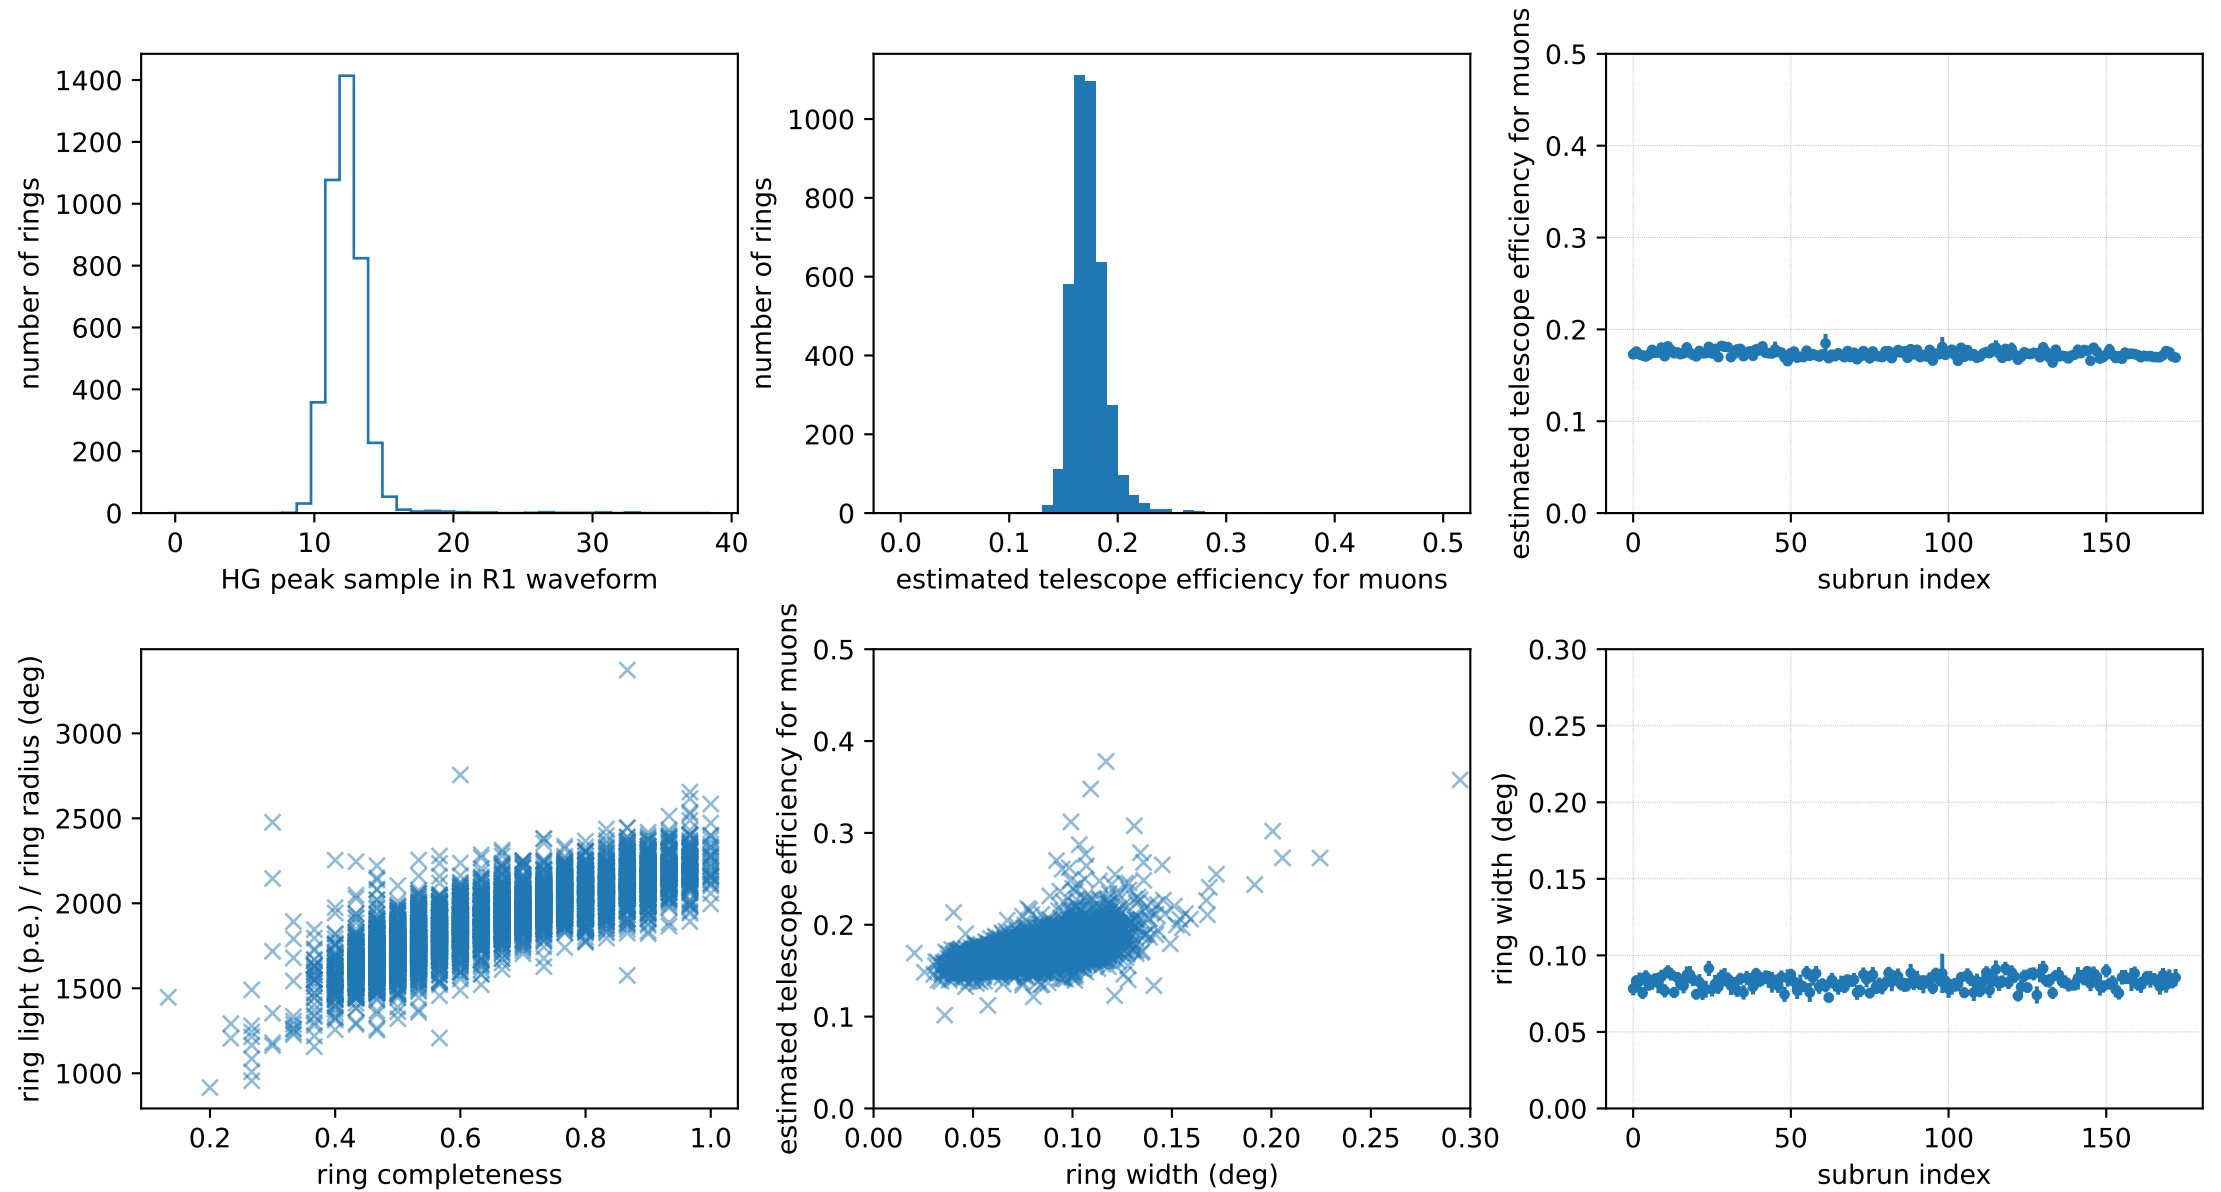 1400
1200
1000
800
600
400
200
0
number of rings
0 10 20 30 40
HG peak sample in R1 waveform
1000
800
600
400
200
0
number of rings
0.0 0.1 0.2 0.3 0.4 0.5
estimated telescope efficiency for muons
0.5
0.4
0.3
0.2
0.1
0.0
estimated telescope efficiency for muons
0 50 100 150
subrun index
3000
2500
2000
1500
1000
ring light (p.e.) / ring radius (deg)
0.2 0.4 0.6 0.8 1.0
ring completeness
0.5
0.4
0.3
0.2
0.1
0.0
estimated telescope efficiency for muons
0.00 0.05 0.10 0.15 0.20 0.25 0.30
ring width (deg)
0.30
0.25
0.20
0.15
0.10
0.05
0.00
ring width (deg)
0 50 100 150
subrun index